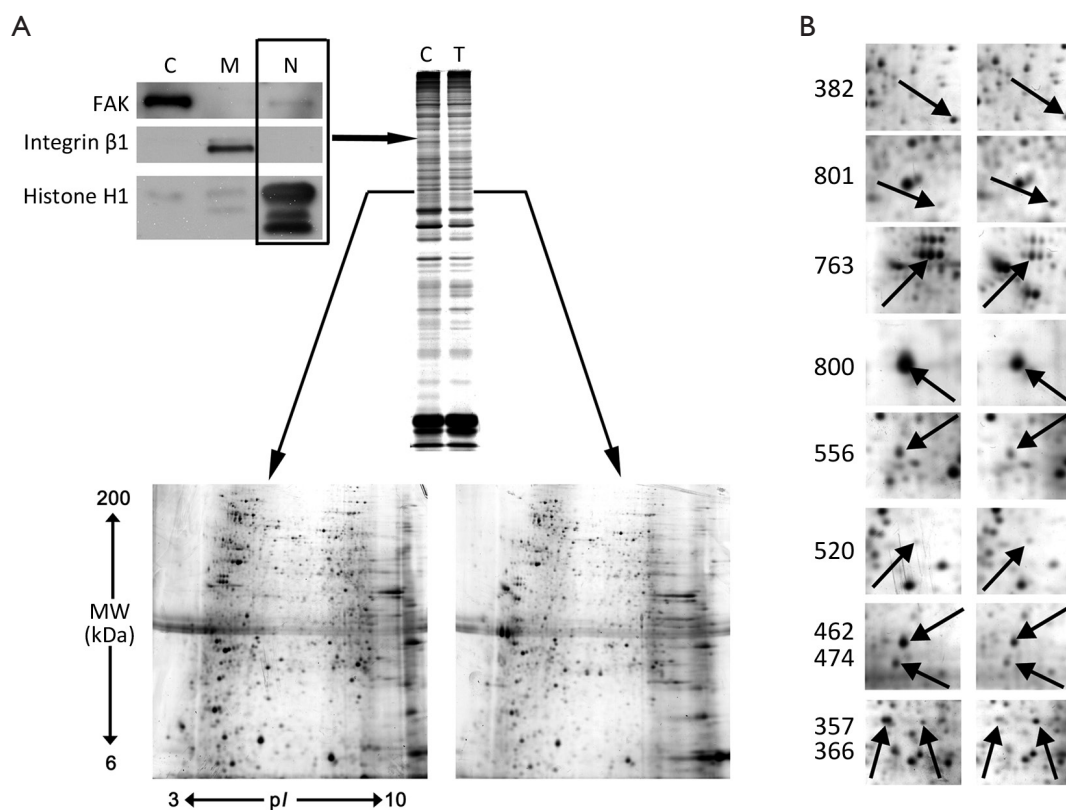 A
C M N
FAK
Integrin β1
Histone H1
C T
200
MW
(kDa)
6
3 pI 10
B
382
801
763
800
556
520
462
474
357
366